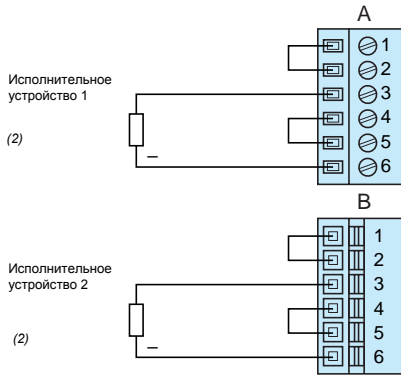 A
1
2
Исполнительное
устройство 1
3
4
(2)
5
–
6
B
1
2
Исполнительное
устройство 2
3
4
(2)
5
–
6